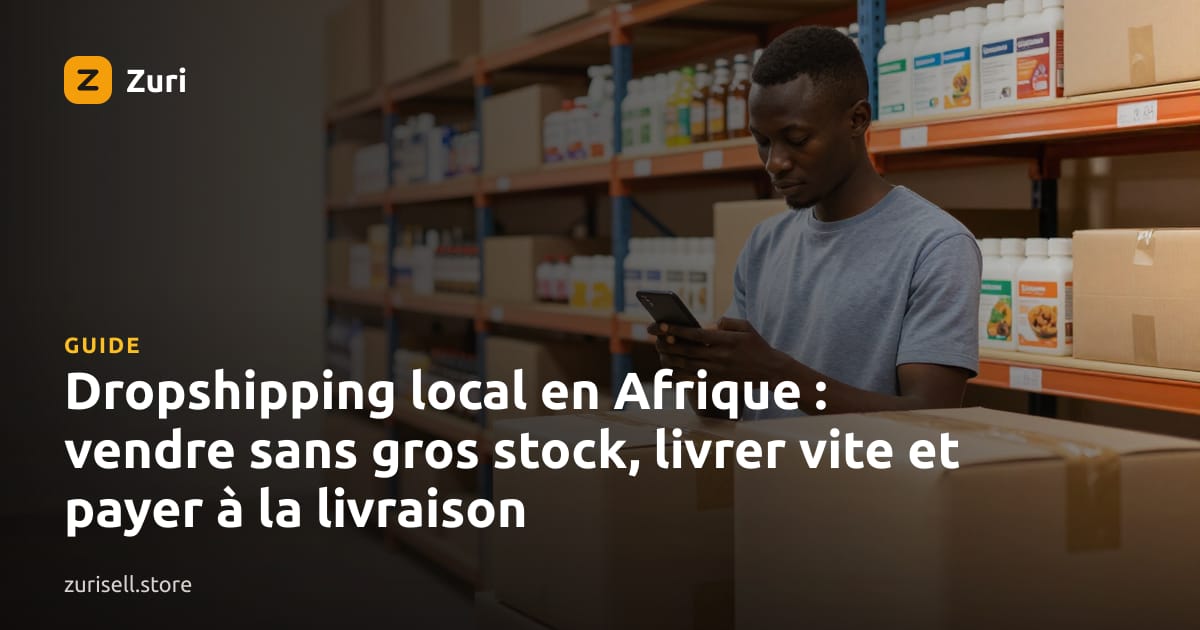 Zuri
GUIDE
Dropshipping local en Afrique :
vendre sans gros stock, livrer vite et
payer à la livraison
zurisell.store